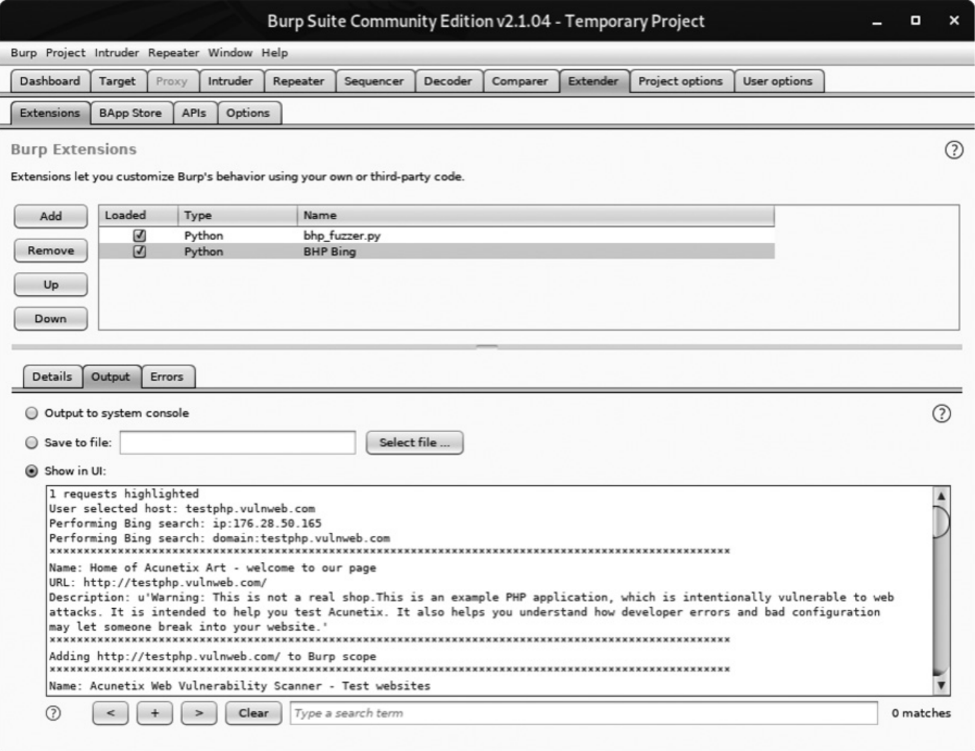 Burp Suite Community Edition v2.1.04 - Temporary Project
Burp Project Intruder Repeater Window Help
Dashboard Target Proxy Intruder Repeater Sequencer Decoder Comparer Extender Project options User options
Extensions BApp Store APIs Options
Burp Extensions
Extensions let you customize Burp's behavior using your own or third-party code.
Add
Remove
Up
Down
Loaded Type Name
Python bhp_fuzzer.py
Python BHP Bing
Details Output Errors
Output to system console
Save to file: Select file ...
Show in UI:
1 requests highlighted
User selected host: testphp.vulnweb.com
Performing Bing search: ip:176.28.50.165
Performing Bing search: domain:testphp.vulnweb.com
****************************************************************************************************
Name: Home of Acunetix Art - welcome to our page
URL: http://testphp.vulnweb.com/
Description: u'Warning: This is not a real shop.This is an example PHP application, which is intentionally vulnerable to web
attacks. It is intended to help you test Acunetix. It also helps you understand how developer errors and bad configuration
may let someone break into your website.'
****************************************************************************************************
Adding http://testphp.vulnweb.com/ to Burp scope
****************************************************************************************************
Name: Acunetix Web Vulnerability Scanner - Test websites
? < + > Clear Type a search term 0 matches